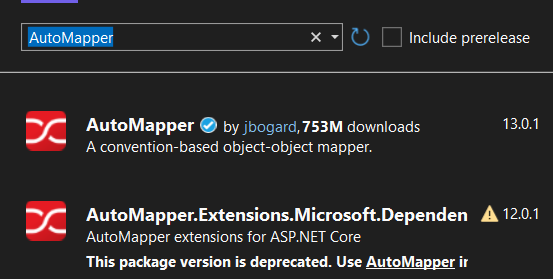 AutoMapper
Include prerelease
AutoMapper by jbogard, 753M downloads 13.0.1
A convention-based object-object mapper.
AutoMapper.Extensions.Microsoft.Dependen 12.0.1
AutoMapper extensions for ASP.NET Core
This package version is deprecated. Use AutoMapper in